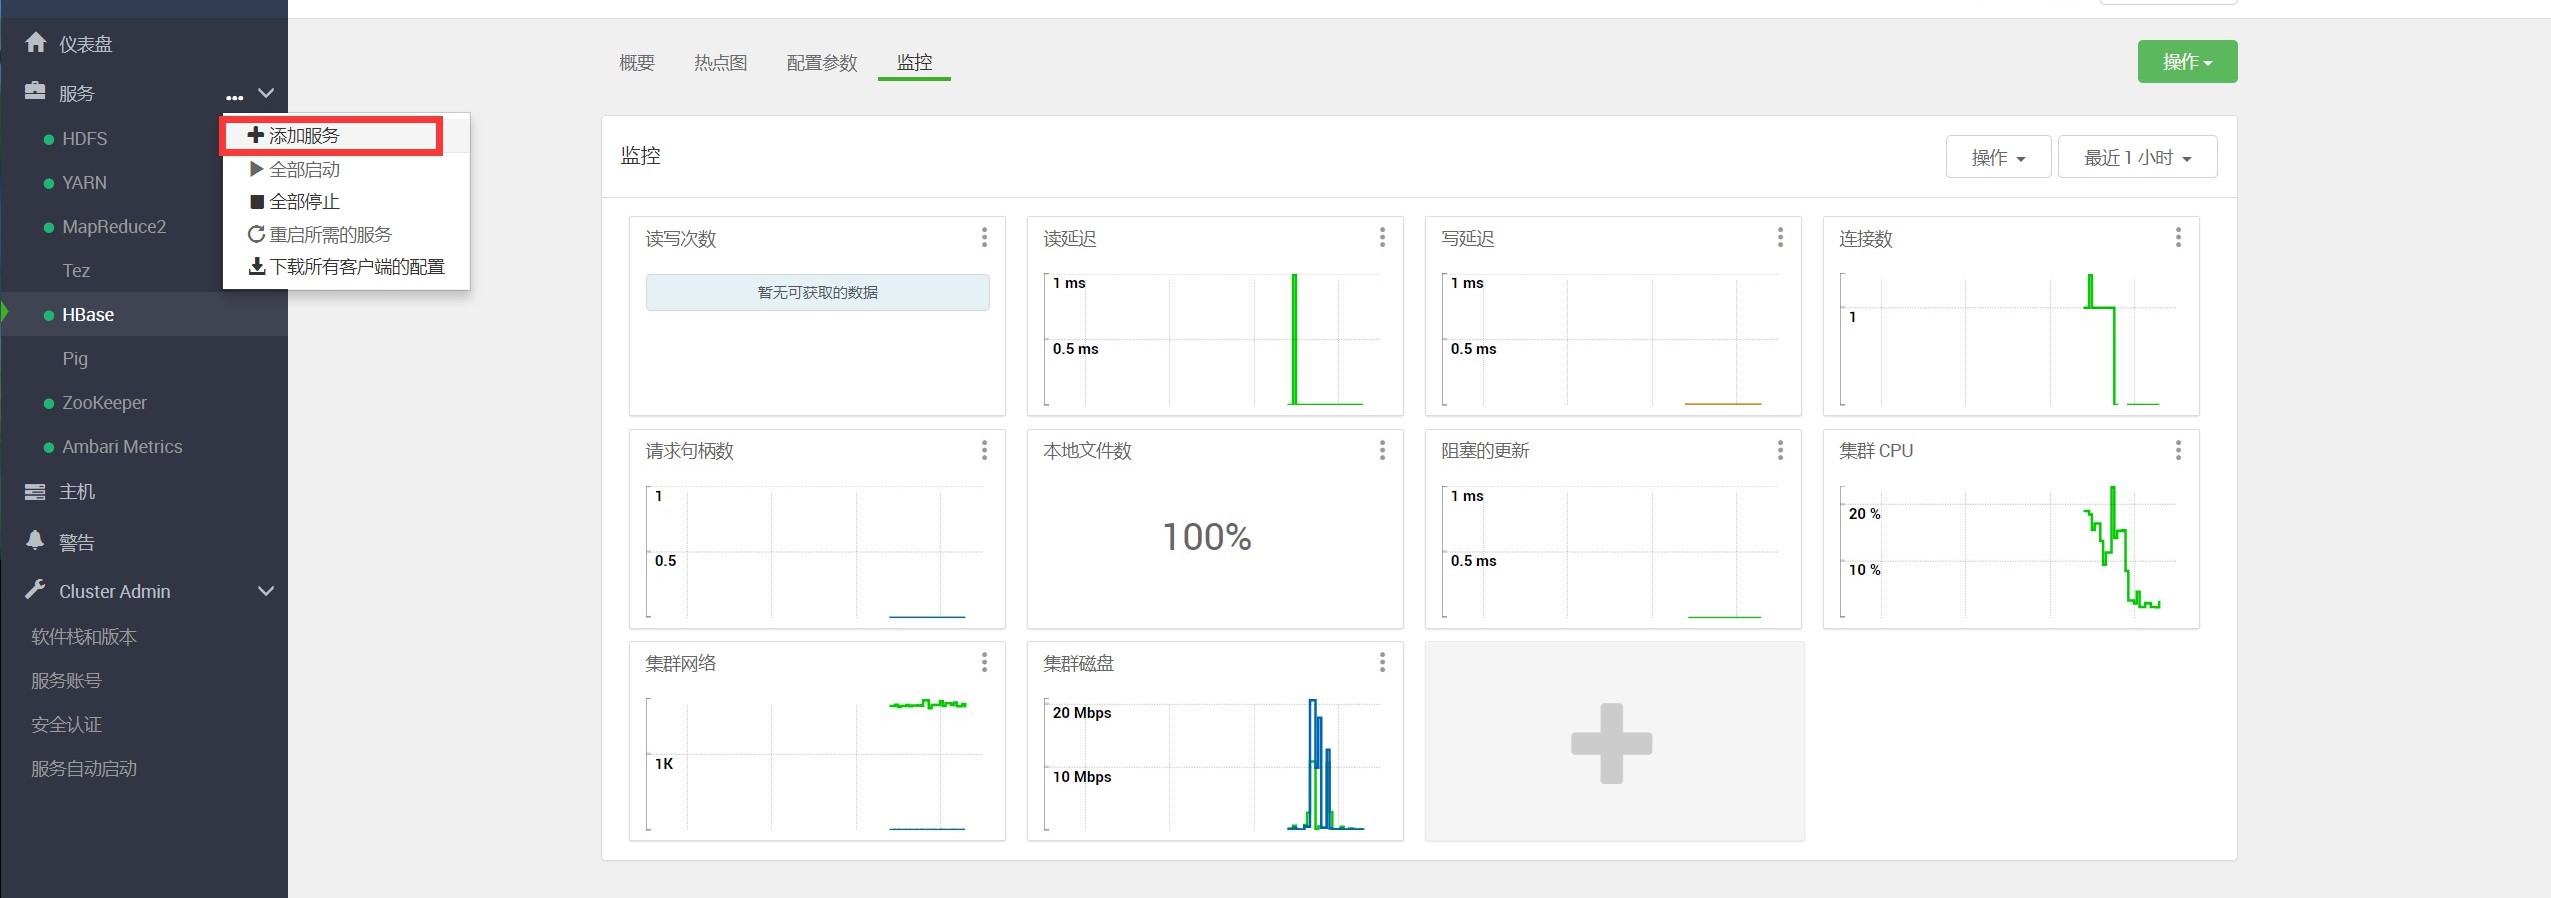 仪表盘
服务
...
HDFS
YARN
MapReduce2
Tez
HBase
Pig
ZooKeeper
Ambari Metrics
主机
警告
Cluster Admin
软件栈和版本
服务账号
安全认证
服务自动启动
添加服务
全部启动
全部停止
重启所需的服务
下载所有客户端的配置
概要 热点图 配置参数 监控
操作
监控
操作
最近 1 小时
读写次数
暂无可获取的数据
读延迟
1 ms
0.5 ms
写延迟
1 ms
0.5 ms
连接数
1
请求句柄数
1
0.5
本地文件数
100%
阻塞的更新
1 ms
0.5 ms
集群 CPU
20 %
10 %
集群网络
1K
集群磁盘
20 Mbps
10 Mbps